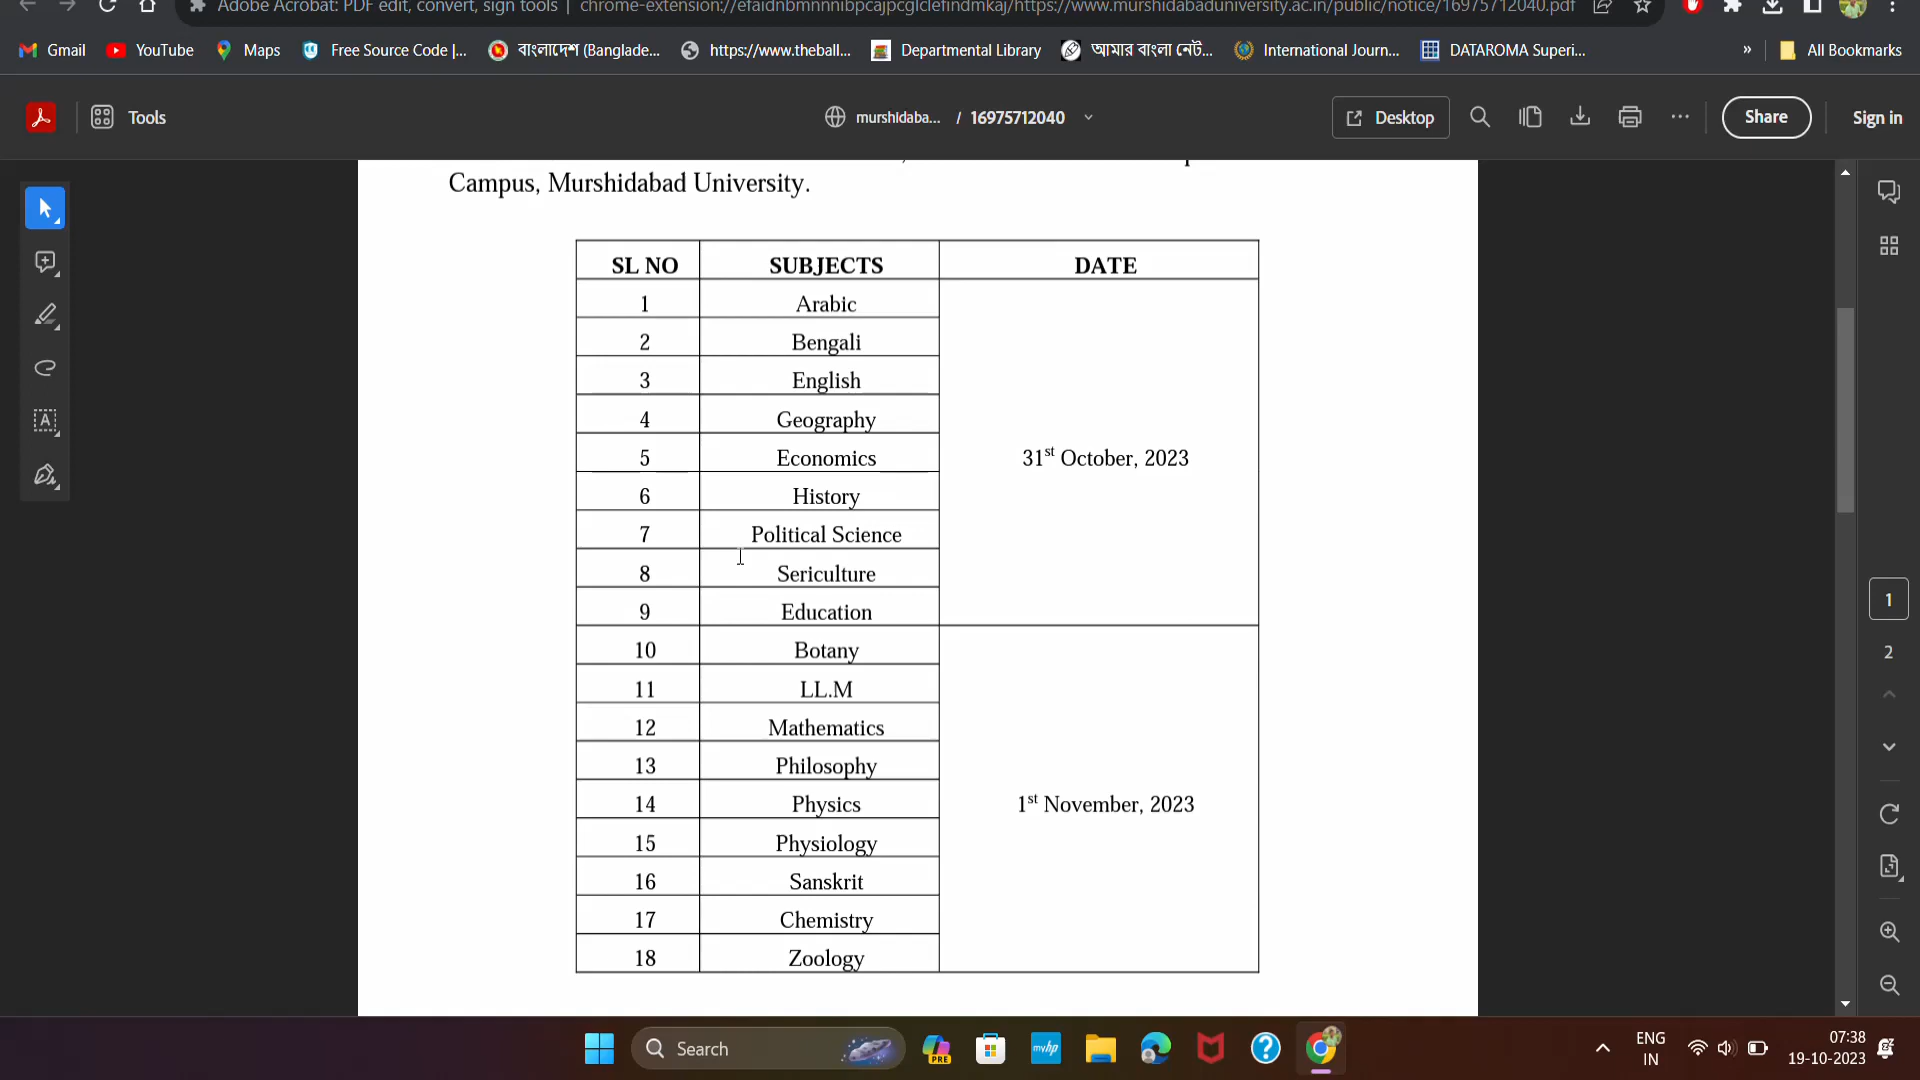 Adobe Acrobat: PDF edit, convert, sign tools | chrome-extension://efaidnbmnnnibpcajpcglclefindmkaj/https://www.murshidabaduniversity.ac.in/public/notice/16975712040.pdf
Gmail YouTube Maps Free Source Code |... বাংলাদেশ (Banglade... https://www.theball... Departmental Library আমার বাংলা নেট... International Journ... DATAROMA Superi... » All Bookmarks
Tools murshidaba... / 16975712040 Desktop Share Sign in
Campus, Murshidabad University.
SL NO SUBJECTS DATE
1 Arabic
2 Bengali
3 English
4 Geography
5 Economics 31st October, 2023
6 History
7 Political Science
8 Sericulture
9 Education
10 Botany
11 LL.M
12 Mathematics
13 Philosophy
14 Physics 1st November, 2023
15 Physiology
16 Sanskrit
17 Chemistry
18 Zoology
1
2
Search PRE myhp ENG
IN
07:38
19-10-2023